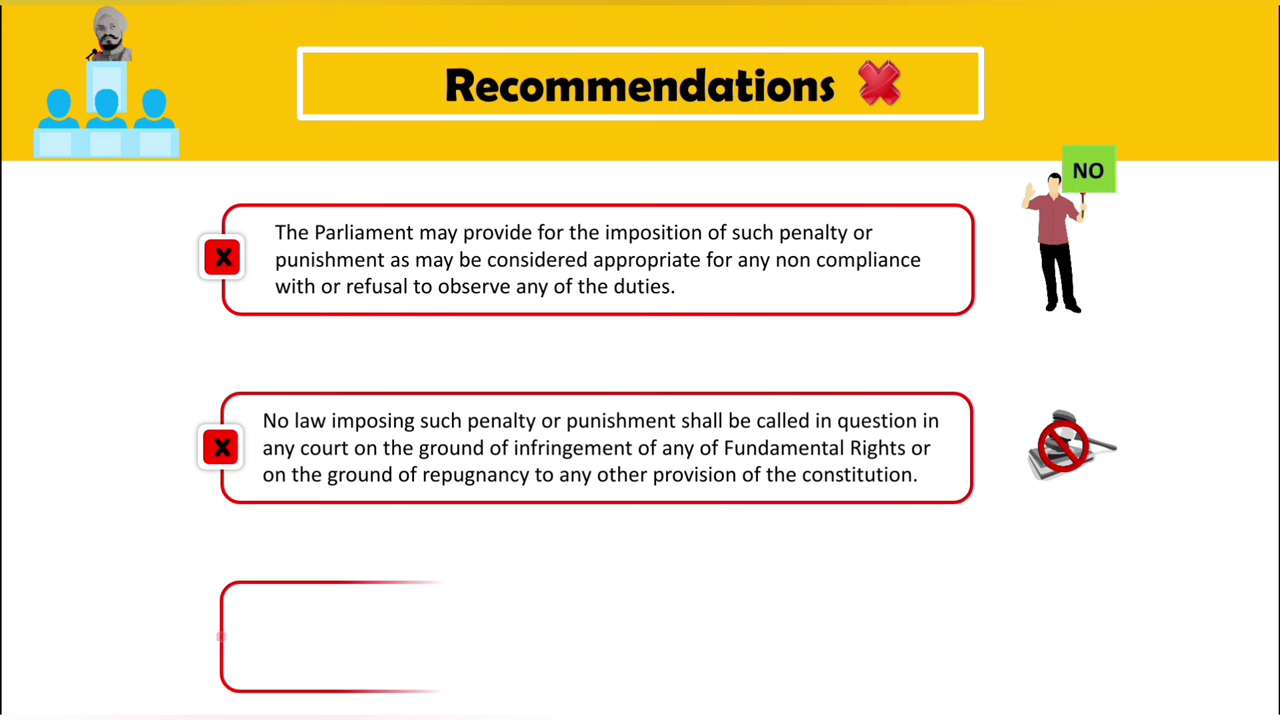 Recommendations
NO
The Parliament may provide for the imposition of such penalty or
punishment as may be considered appropriate for any non compliance
with or refusal to observe any of the duties.
X
No law imposing such penalty or punishment shall be called in question in
any court on the ground of infringement of any of Fundamental Rights or
on the ground of repugnancy to any other provision of the constitution.
X